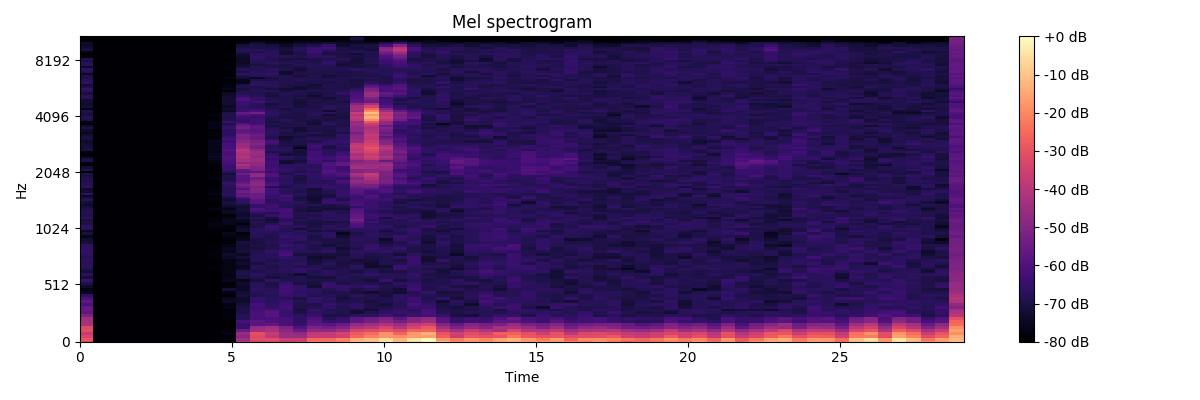 Mel spectrogram
8192
4096
2048
1024
512
0
Hz
0 5 10 15 20 25
Time
+0 dB
-10 dB
-20 dB
-30 dB
-40 dB
-50 dB
-60 dB
-70 dB
-80 dB